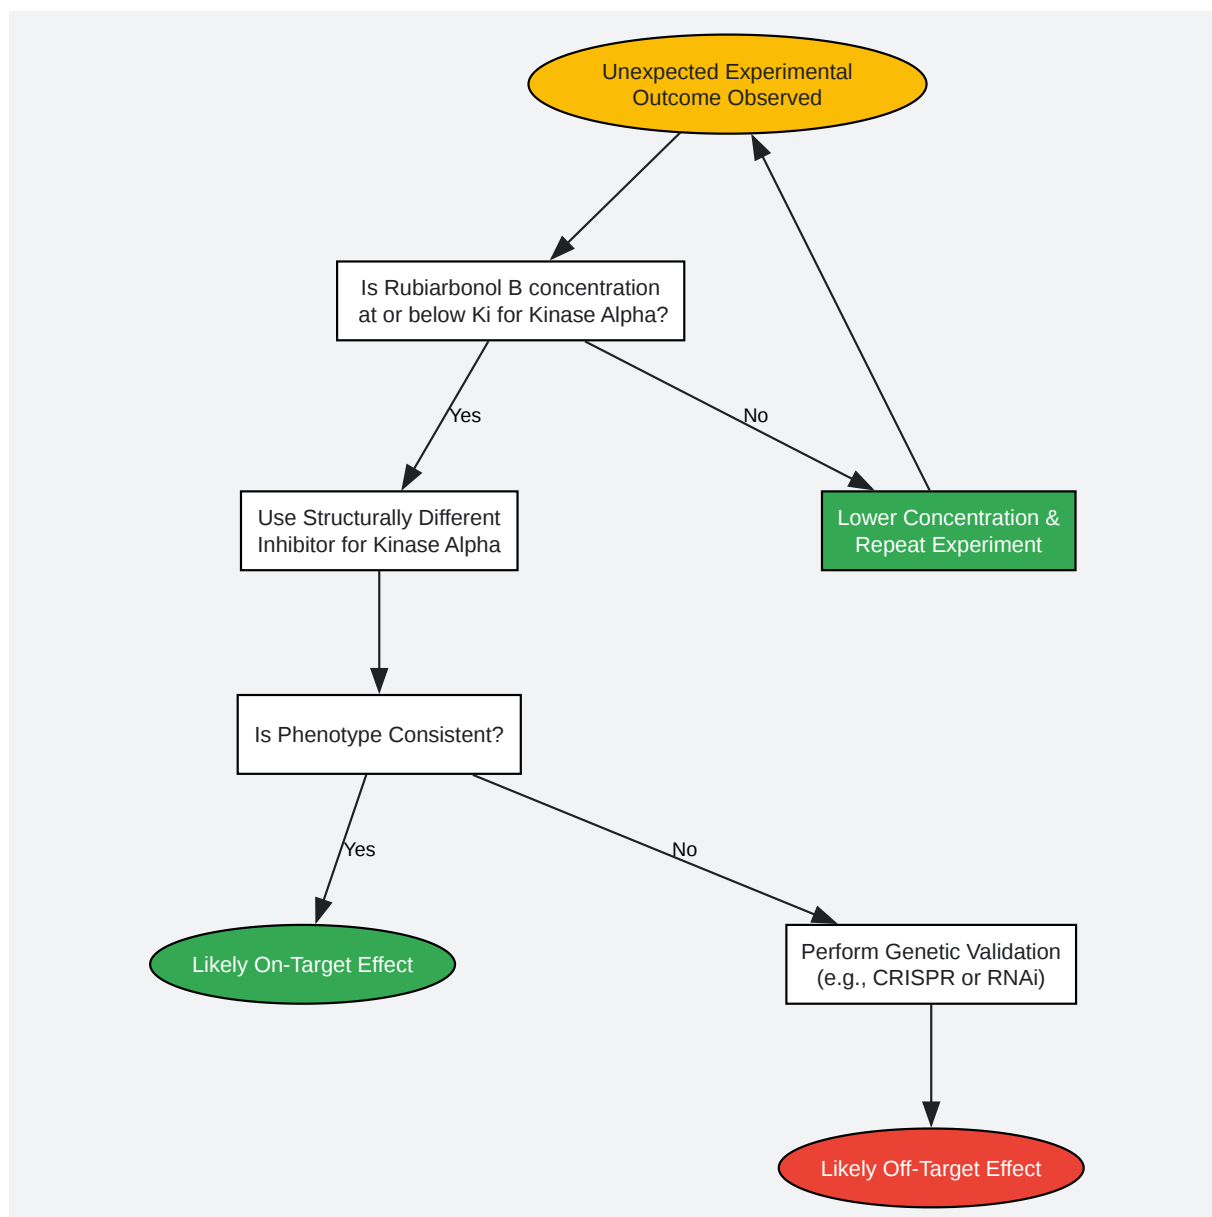 Unexpected Experimental
Outcome Observed
Is Rubiarbonol B concentration
at or below Ki for Kinase Alpha?
Yes
No
Use Structurally Different
Inhibitor for Kinase Alpha
Lower Concentration &
Repeat Experiment
Is Phenotype Consistent?
Yes
No
Likely On-Target Effect
Perform Genetic Validation
(e.g., CRISPR or RNAi)
Likely Off-Target Effect